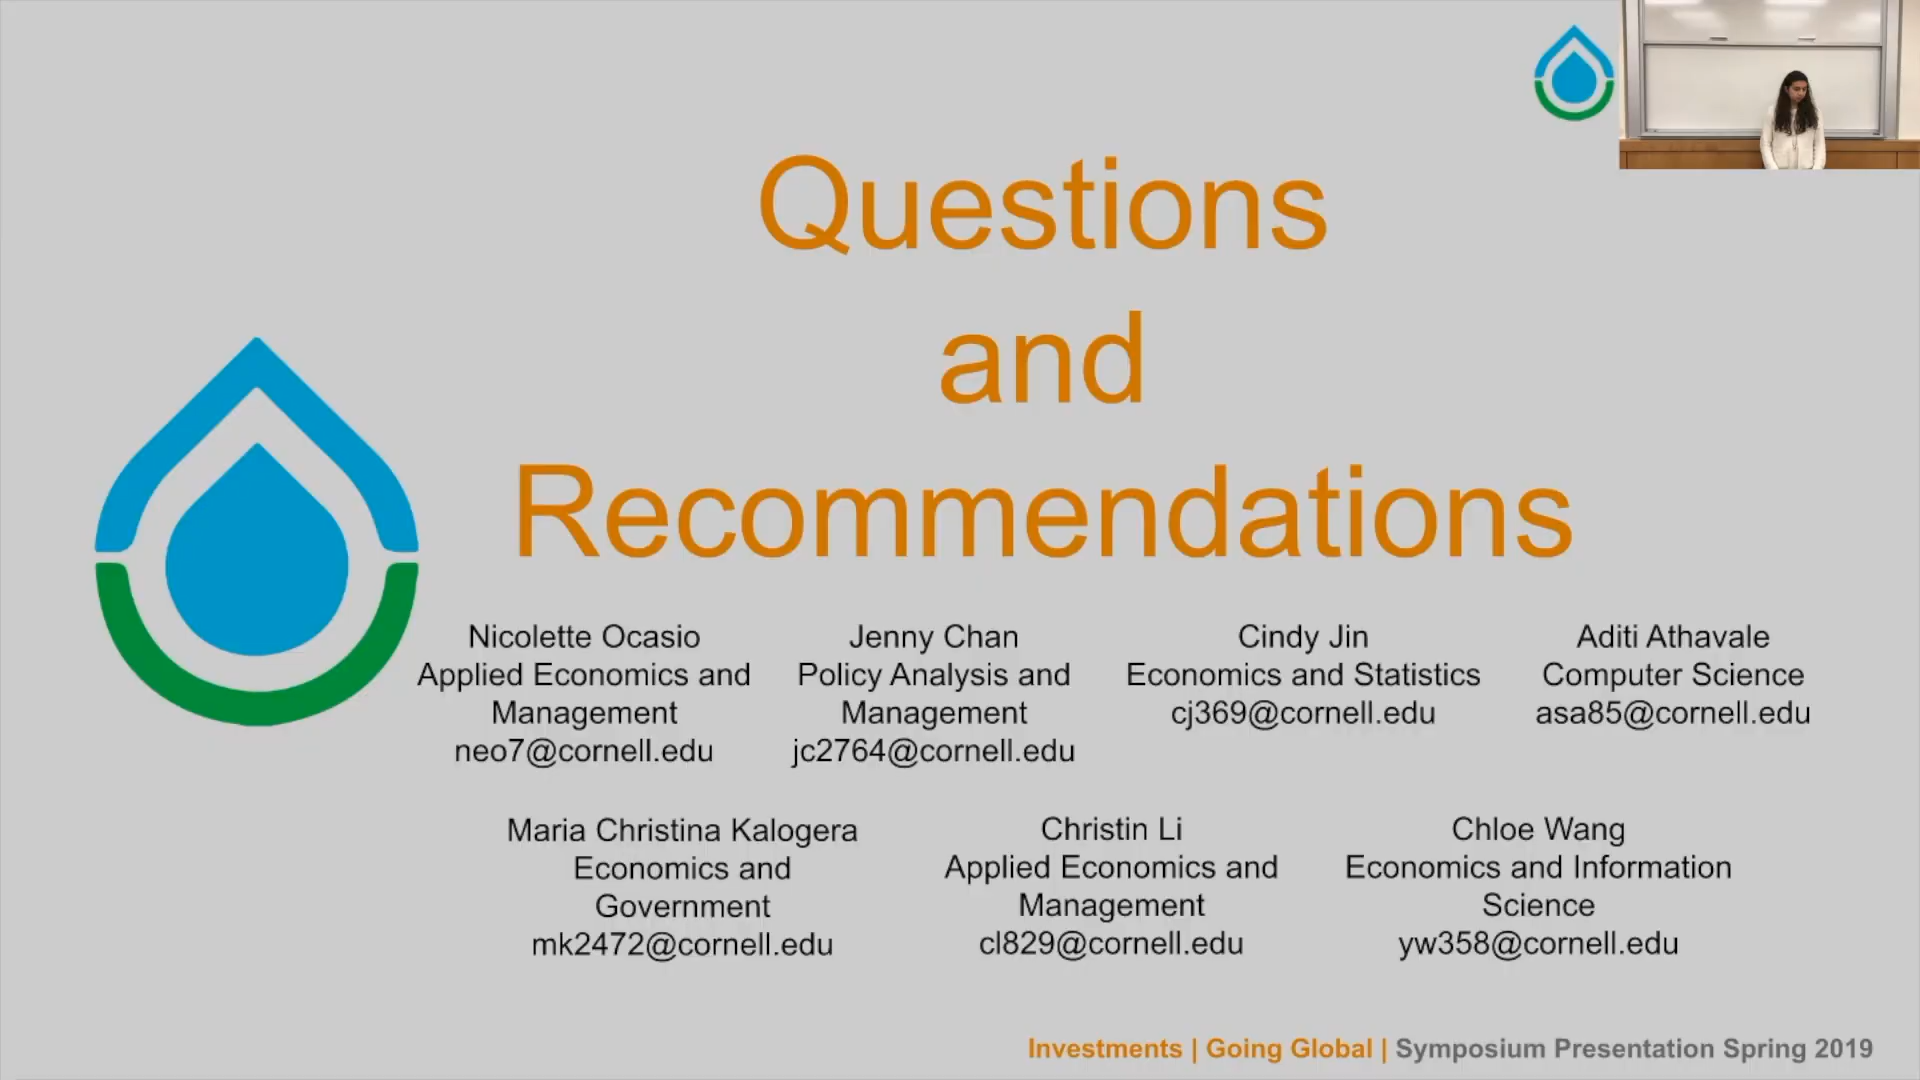 Questions
and
Recommendations
Nicolette Ocasio
Applied Economics and
Management
neo7@cornell.edu
Jenny Chan
Policy Analysis and
Management
jc2764@cornell.edu
Cindy Jin
Economics and Statistics
cj369@cornell.edu
Aditi Athavale
Computer Science
asa85@cornell.edu
Maria Christina Kalogera
Economics and
Government
mk2472@cornell.edu
Christin Li
Applied Economics and
Management
cl829@cornell.edu
Chloe Wang
Economics and Information
Science
yw358@cornell.edu
Investments | Going Global | Symposium Presentation Spring 2019